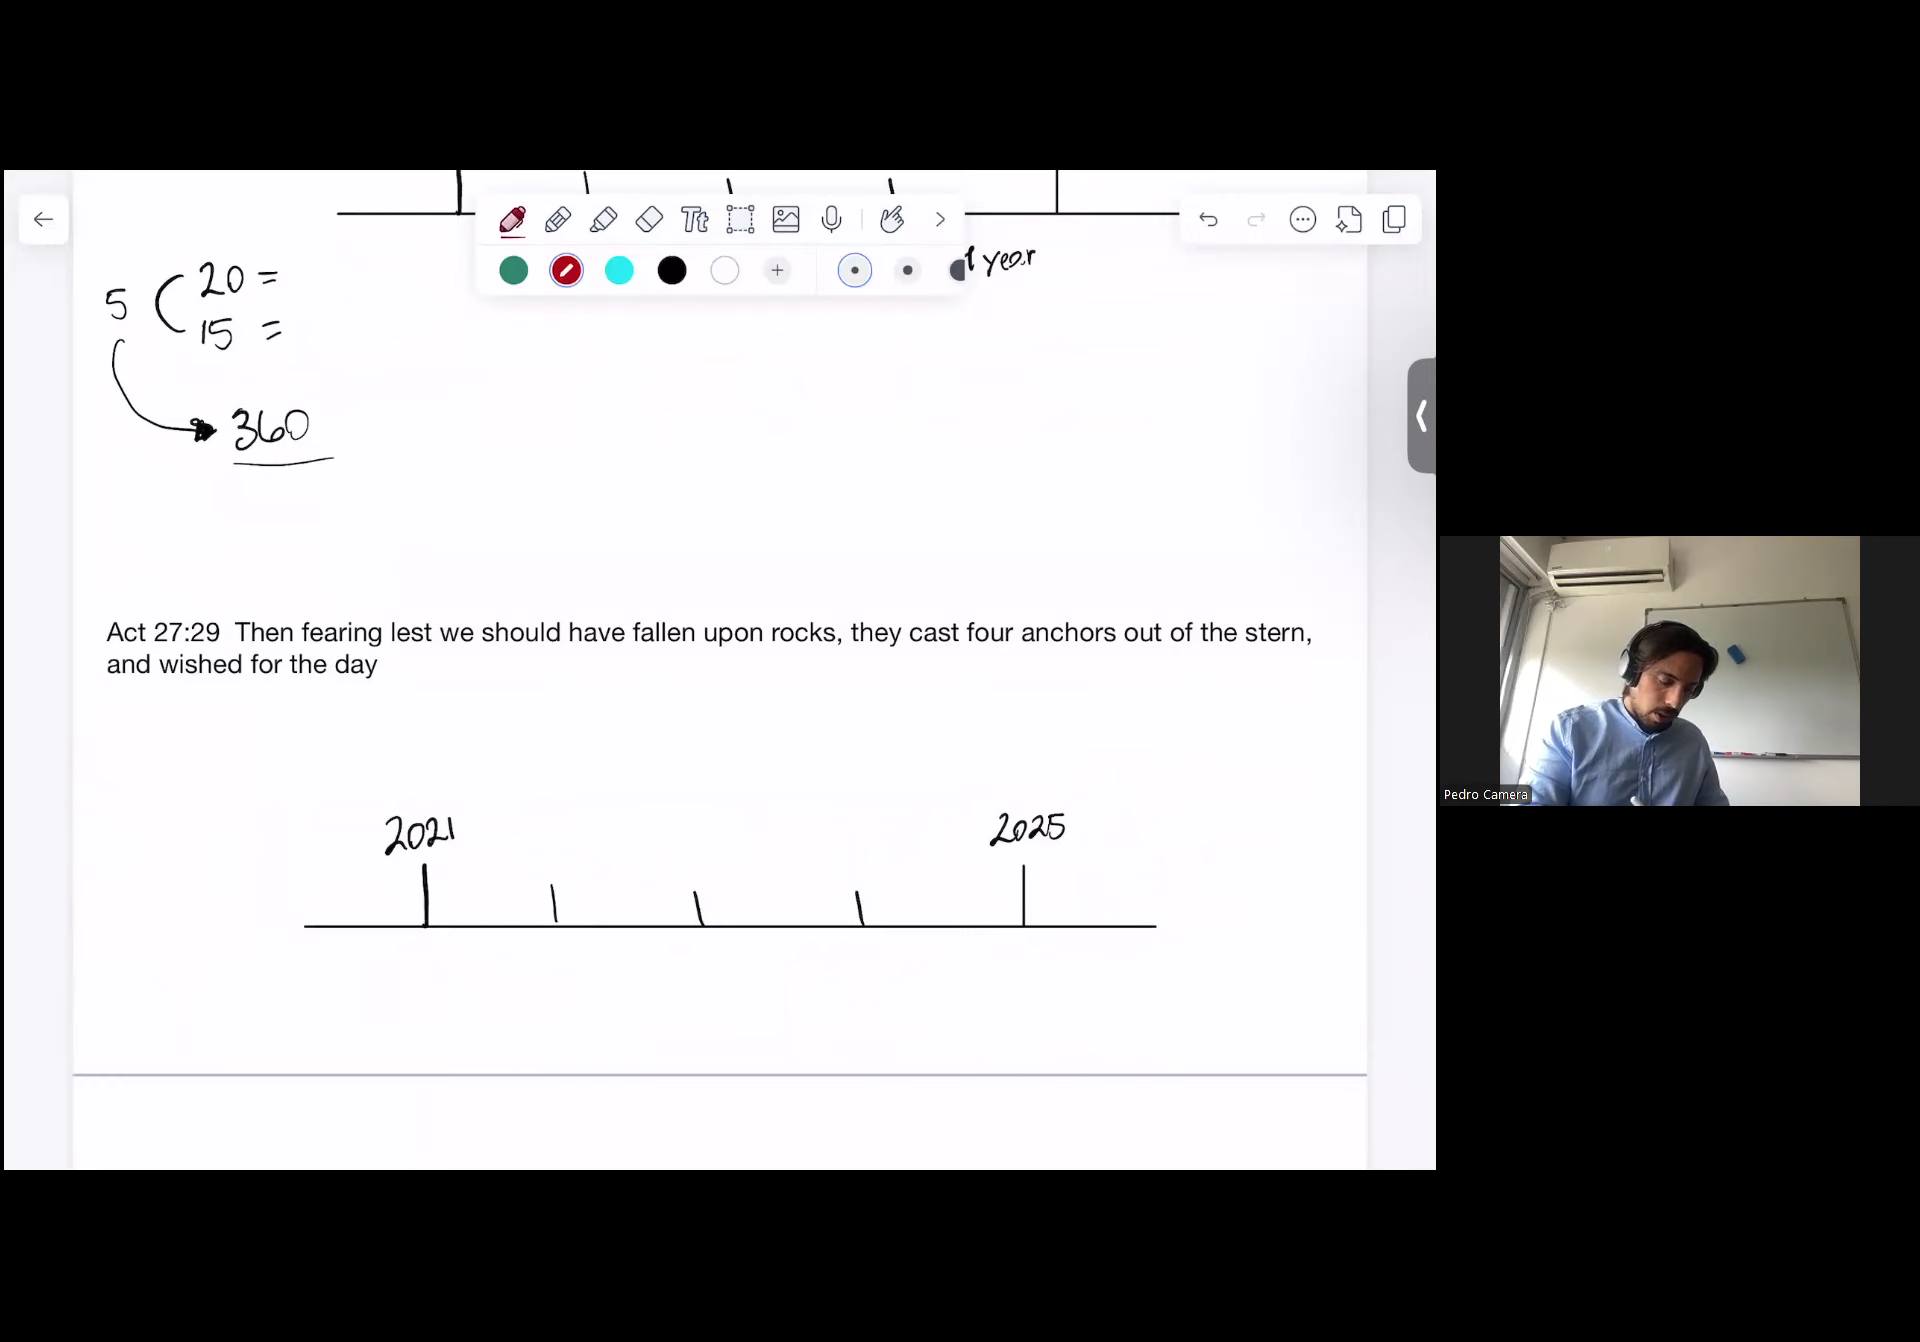 1 year
5 20 =
15 =
360
Act 27:29 Then fearing lest we should have fallen upon rocks, they cast four anchors out of the stern,
and wished for the day
2021 2025
Tt
Pedro Camera